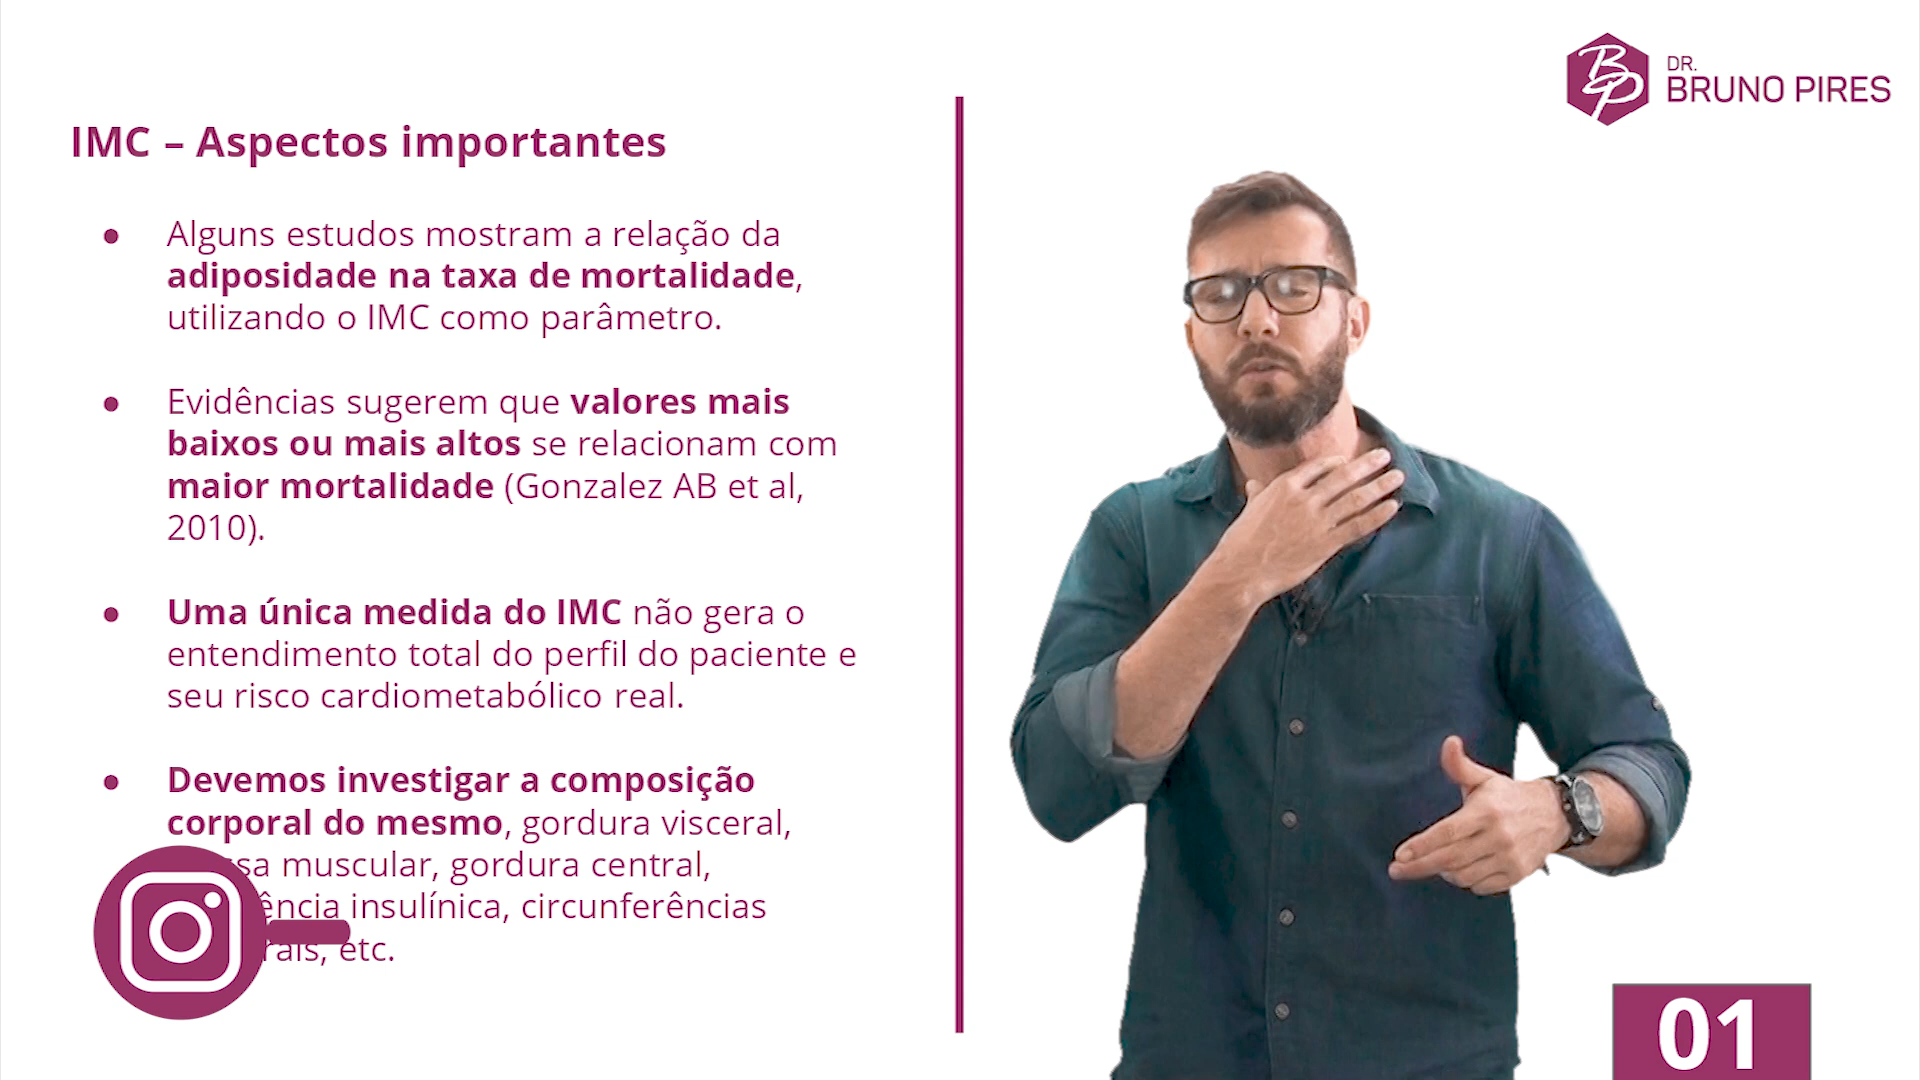 IMC – Aspectos importantes
● Alguns estudos mostram a relação da
adiposidade na taxa de mortalidade,
utilizando o IMC como parâmetro.
● Evidências sugerem que valores mais
baixos ou mais altos se relacionam com
maior mortalidade (Gonzalez AB et al,
2010).
● Uma única medida do IMC não gera o
entendimento total do perfil do paciente e
seu risco cardiometabólico real.
● Devemos investigar a composição
corporal do mesmo, gordura visceral,
muscular, gordura central,
insulínica, circunferências
etc.
BP
DR.
BRUNO PIRES
01